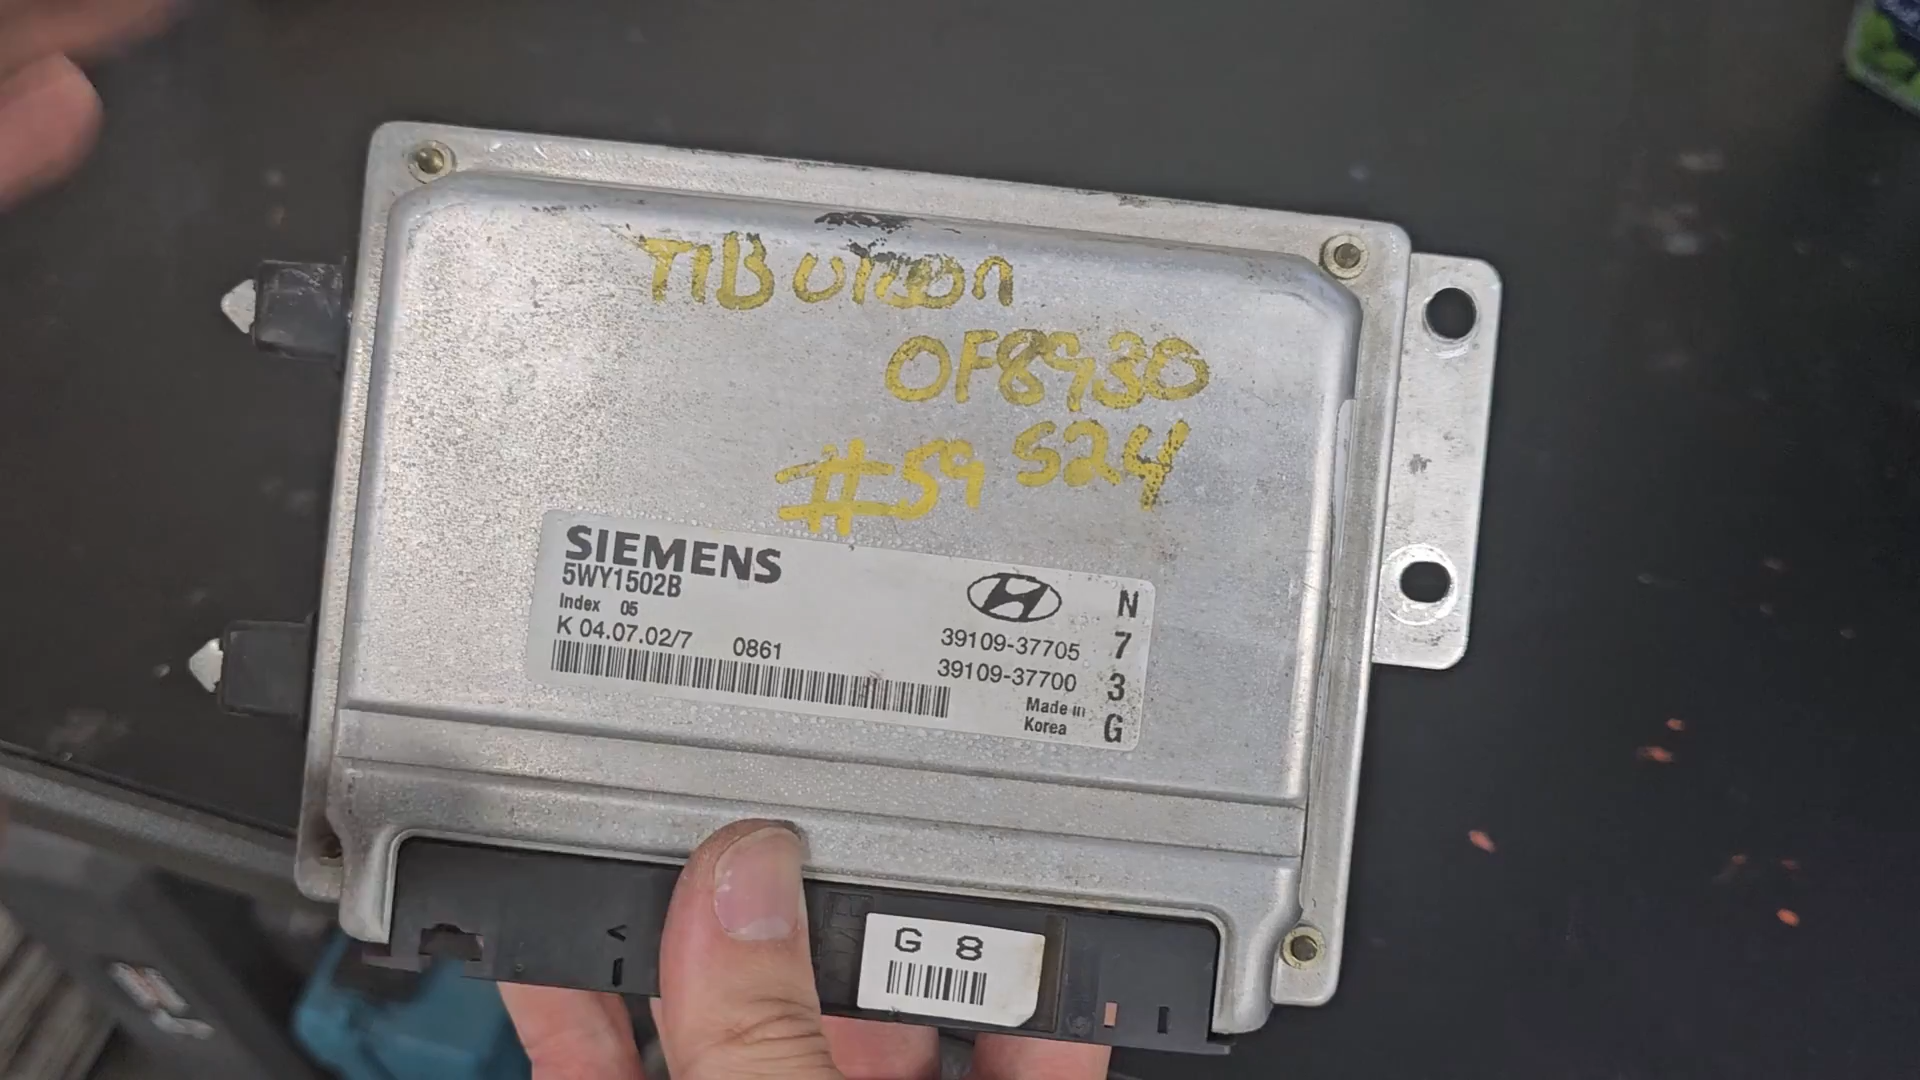 TIBURON
OF8930
#59 S24
SIEMENS
5WY1502B
Index 05
K 04.07.02/7 0861
39109-37705
39109-37700
Made in
Korea
N
7
3
G
G 8